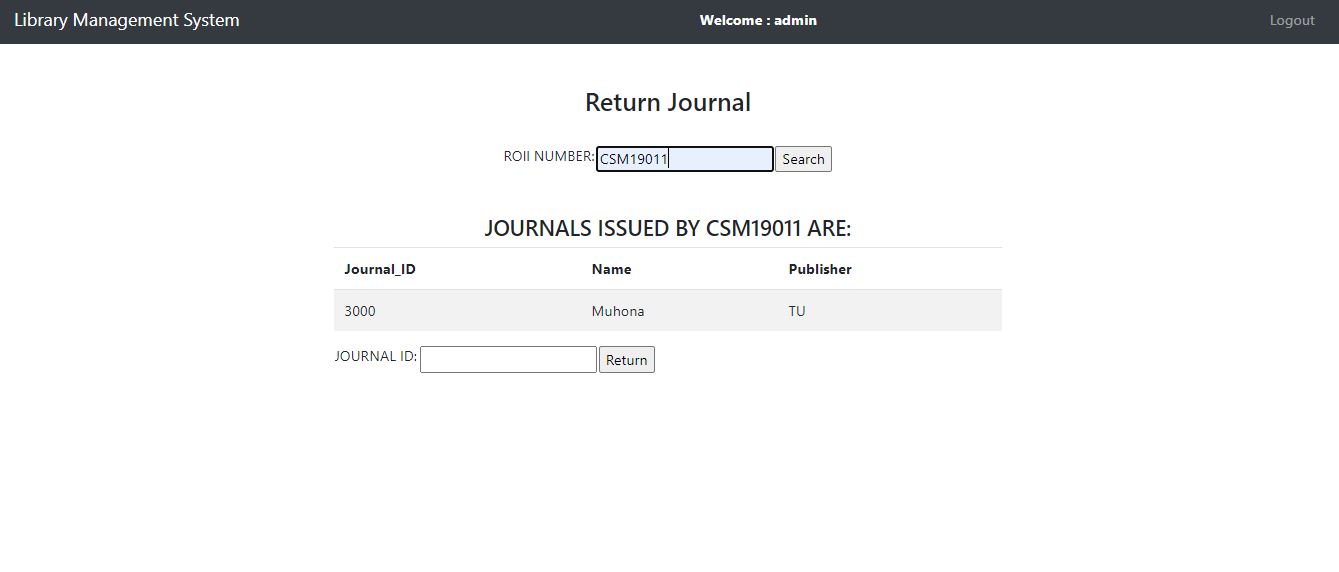 Library Management System Welcome : admin Logout
Return Journal
ROII NUMBER: CSM19011 Search
JOURNALS ISSUED BY CSM19011 ARE:
Journal_ID Name Publisher
3000 Muhona TU
JOURNAL ID: Return